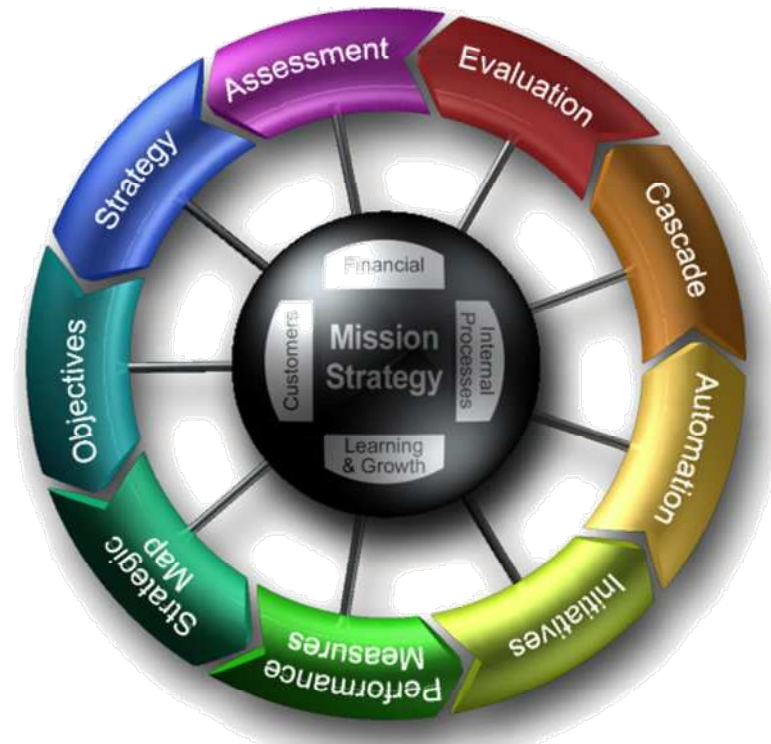 Assessment
Evaluation
Cascade
Automation
Initiatives
Performance
Measures
Strategic
Map
Objectives
Strategy
Financial
Customers
Mission
Strategy
Internal
Processes
Learning
& Growth